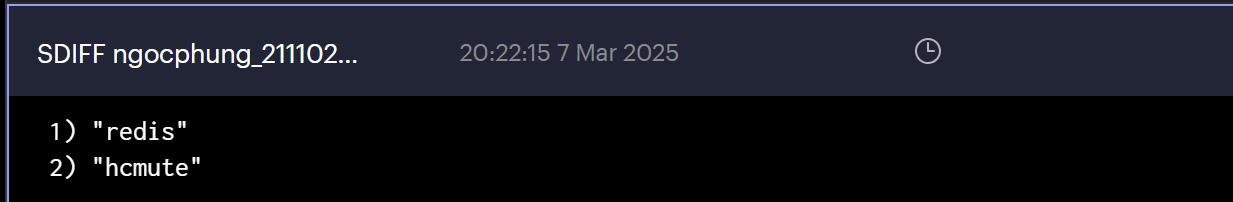 SDIFF ngocphung_211102... 20:22:15 7 Mar 2025
1) "redis"
2) "hcmute"